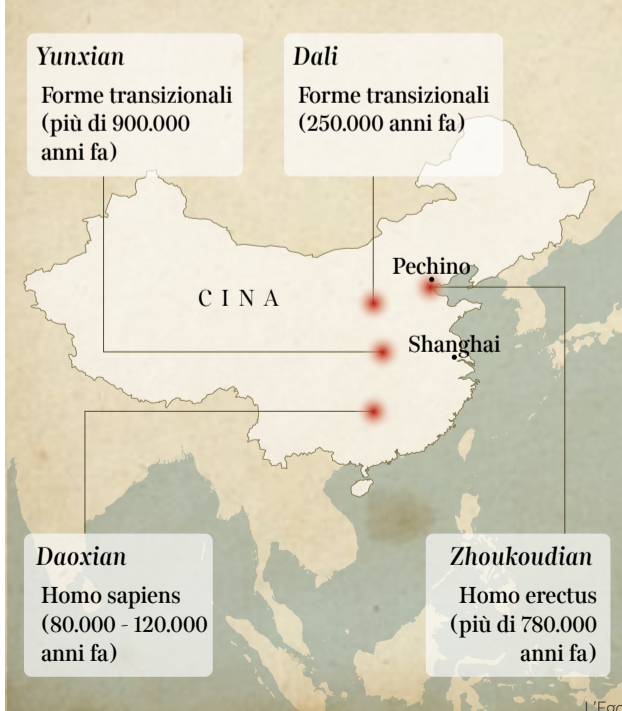 Yunxian
Forme transizionali
(più di 900.000
anni fa)
Dali
Forme transizionali
(250.000 anni fa)
Pechino
CINA
Shanghai
Daoxian
Homo sapiens
(80.000 - 120.000
anni fa)
Zhoukoudian
Homo erectus
(più di 780.000
anni fa)